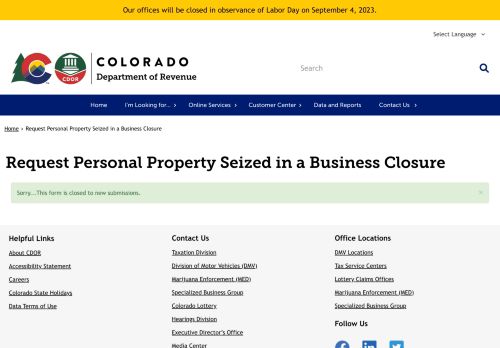 Our offices will be closed in observance of Labor Day on September 4, 2023.
Select Language
CDOR
COLORADO
Department of Revenue
Search
Home
I'm Looking for...
Online Services
Customer Center
Data and Reports
Contact Us
Home › Request Personal Property Seized in a Business Closure
Request Personal Property Seized in a Business Closure
Sorry...This form is closed to new submissions.
×
Helpful Links
About CDOR
Accessibility Statement
Careers
Colorado State Holidays
Data Terms of Use
Contact Us
Taxation Division
Division of Motor Vehicles (DMV)
Marijuana Enforcement (MED)
Specialized Business Group
Colorado Lottery
Hearings Division
Executive Director's Office
Media Center
Office Locations
DMV Locations
Tax Service Centers
Lottery Claims Offices
Marijuana Enforcement (MED)
Specialized Business Group
Follow Us